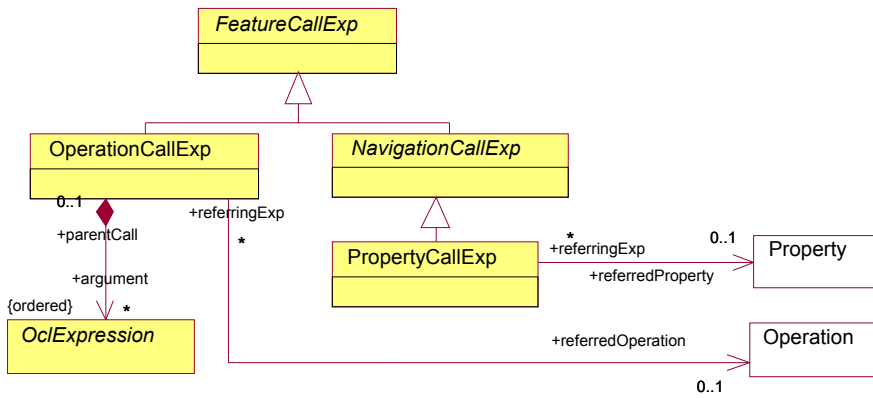 FeatureCallExp
OperationCallExp
NavigationCallExp
0..1
+parentCall
+referringExp
*
+argument
{ordered}
*
OclExpression
PropertyCallExp
*
+referringExp
0..1
+referredProperty
Property
+referredOperation
0..1
Operation